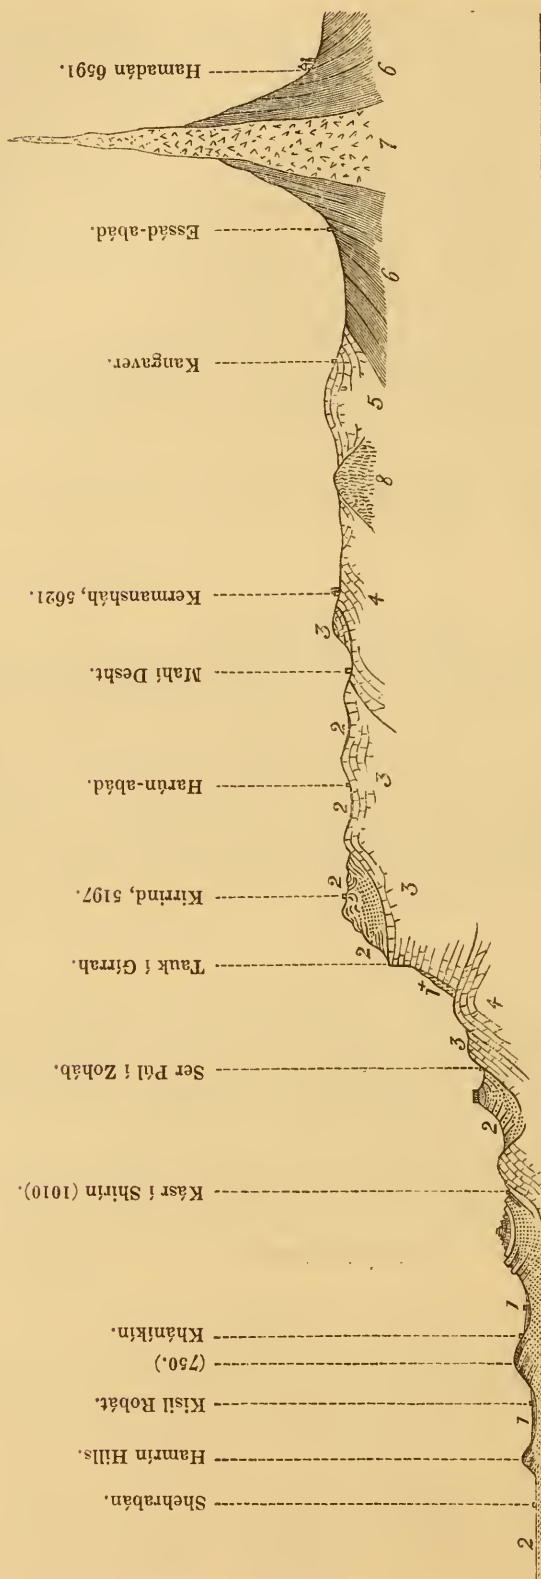 2
Shehrabán.
Hamrín Hills.
1
Kisil Robát.
(750.)
Khánikín.
1
Kásr í Shirín (1010).
2
Ser Púl í Zoháb.
3
4
+
1
Tauk í Girrah.
2
3
Kirrind, 5197.
2
2
Harún-abád.
3
2
Mahí Desht.
3
4
Kermansháh, 5621.
8
5
Kangaver.
6
Essád-abád.
7
6
Hamadán 6591.